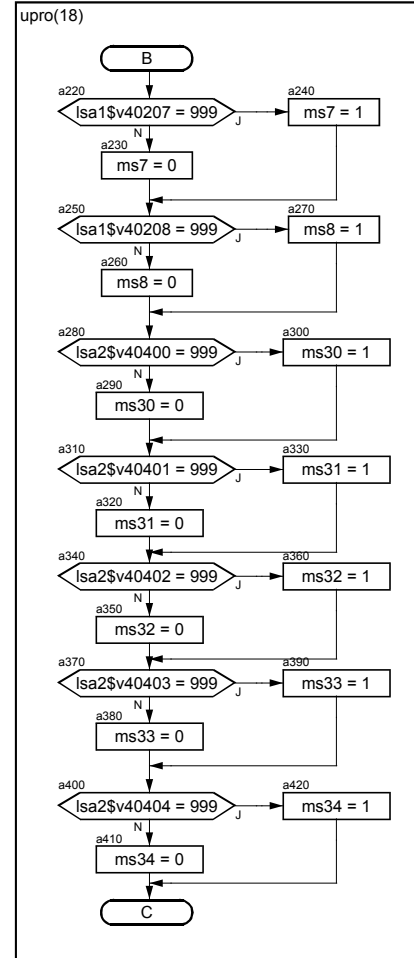 upro(18)
B
a220
lsa1$v40207 = 999
J
a240
ms7 = 1
N
a230
ms7 = 0
a250
lsa1$v40208 = 999
J
a270
ms8 = 1
N
a260
ms8 = 0
a280
lsa2$v40400 = 999
J
a300
ms30 = 1
N
a290
ms30 = 0
a310
lsa2$v40401 = 999
J
a330
ms31 = 1
N
a320
ms31 = 0
a340
lsa2$v40402 = 999
J
a360
ms32 = 1
N
a350
ms32 = 0
a370
lsa2$v40403 = 999
J
a390
ms33 = 1
N
a380
ms33 = 0
a400
lsa2$v40404 = 999
J
a420
ms34 = 1
N
a410
ms34 = 0
C